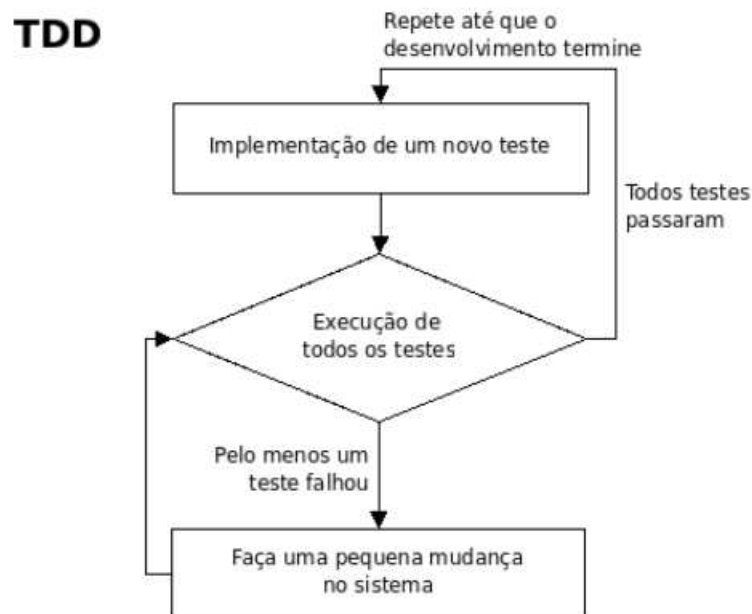 TDD
Repete até que o
desenvolvimento termine
Implementação de um novo teste
Todos testes
passaram
Execução de
todos os testes
Pelo menos um
teste falhou
Faça uma pequena mudança
no sistema